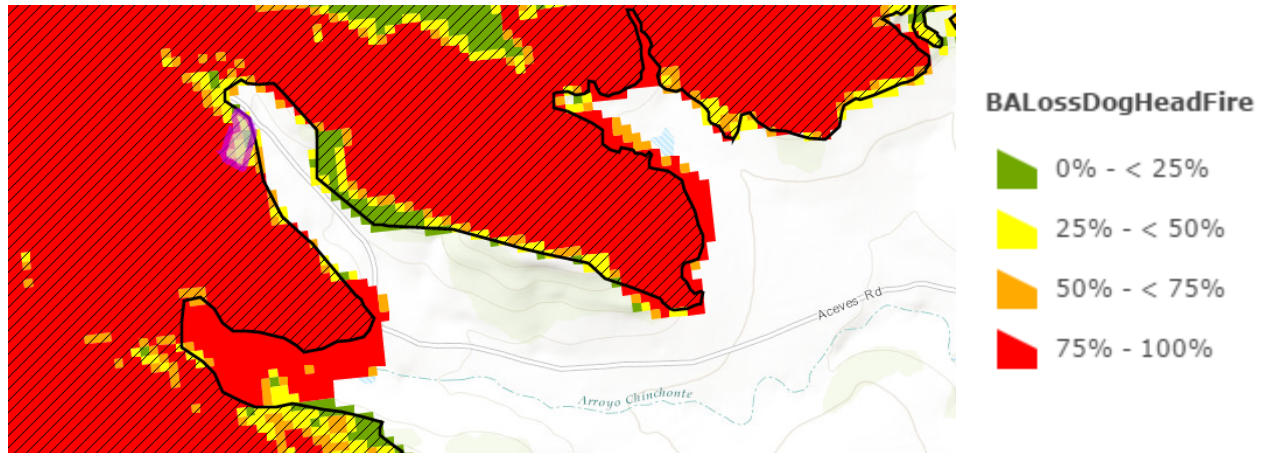 BALossDogHeadFire
0% - < 25%
25% - < 50%
50% - < 75%
75% - 100%
Aceves Rd
Arroyo Chinchonte